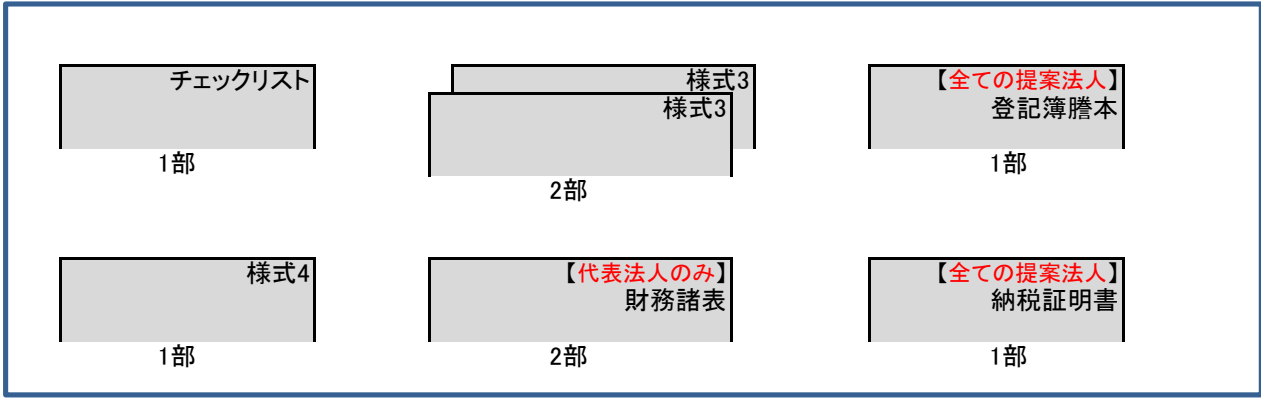 チェックリスト
1部
様式3
様式3
2部
【全ての提案法人】
登記簿謄本
1部
様式4
1部
【代表法人のみ】
財務諸表
2部
【全ての提案法人】
納税証明書
1部